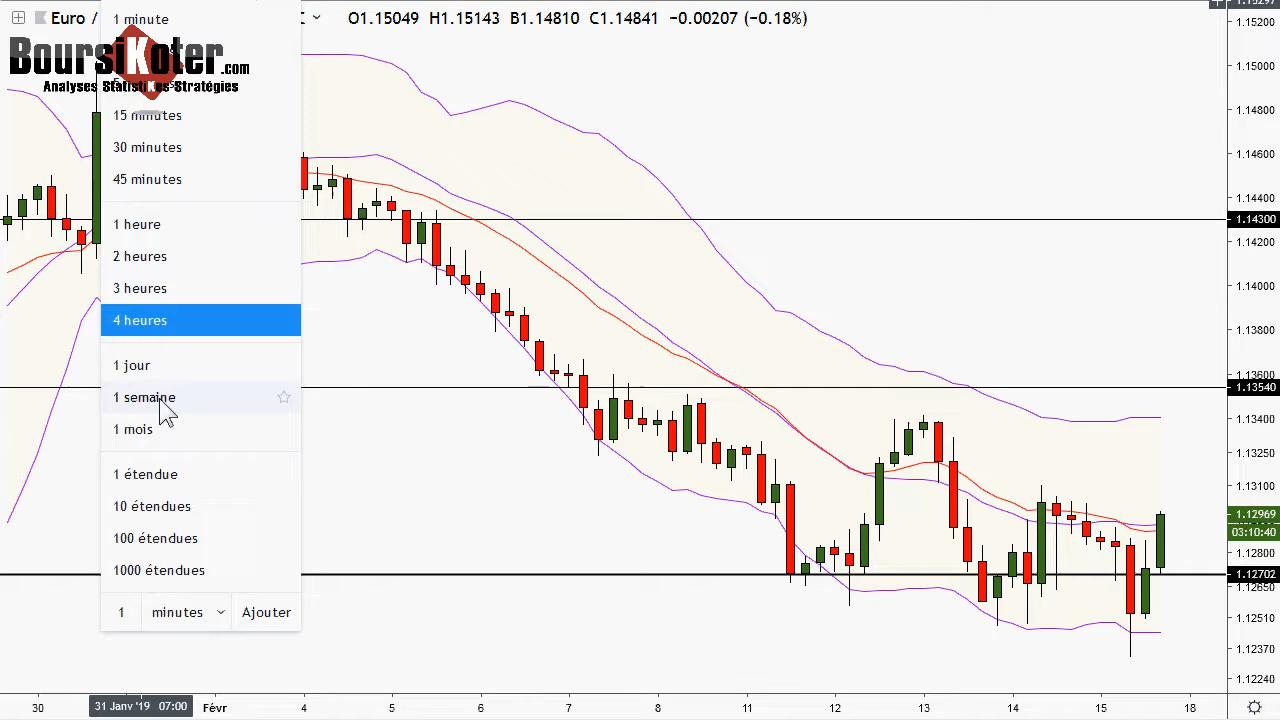 Euro /
O1.15049 H1.15143 B1.14810 C1.14841 −0.00207 (−0.18%)
BoursiKoter.com
Analyses StatistiKes Stratégies
1 minute
15 minutes
30 minutes
45 minutes
1 heure
2 heures
3 heures
4 heures
1 jour
1 semaine
1 mois
1 étendue
10 étendues
100 étendues
1000 étendues
1 minutes Ajouter
1.15200
1.15000
1.14800
1.14600
1.14400
1.14300
1.14200
1.14000
1.13800
1.13600
1.13540
1.13400
1.13250
1.13100
1.12969
03:10:40
1.12800
1.12702
1.12650
1.12510
1.12370
1.12240
30 31 Janv '19 07:00 Févr 4 5 6 7 8 11 12 13 14 15 18